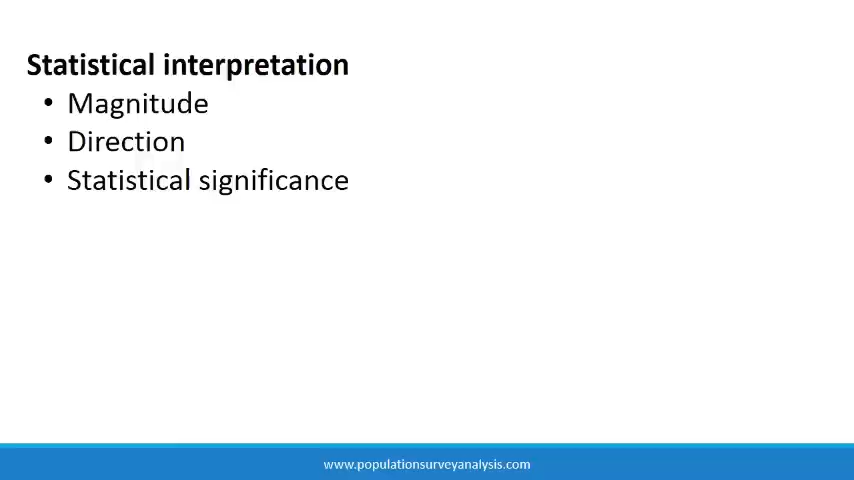 Statistical interpretation
• Magnitude
• Direction
• Statistical significance
www.populationsurveyanalysis.com